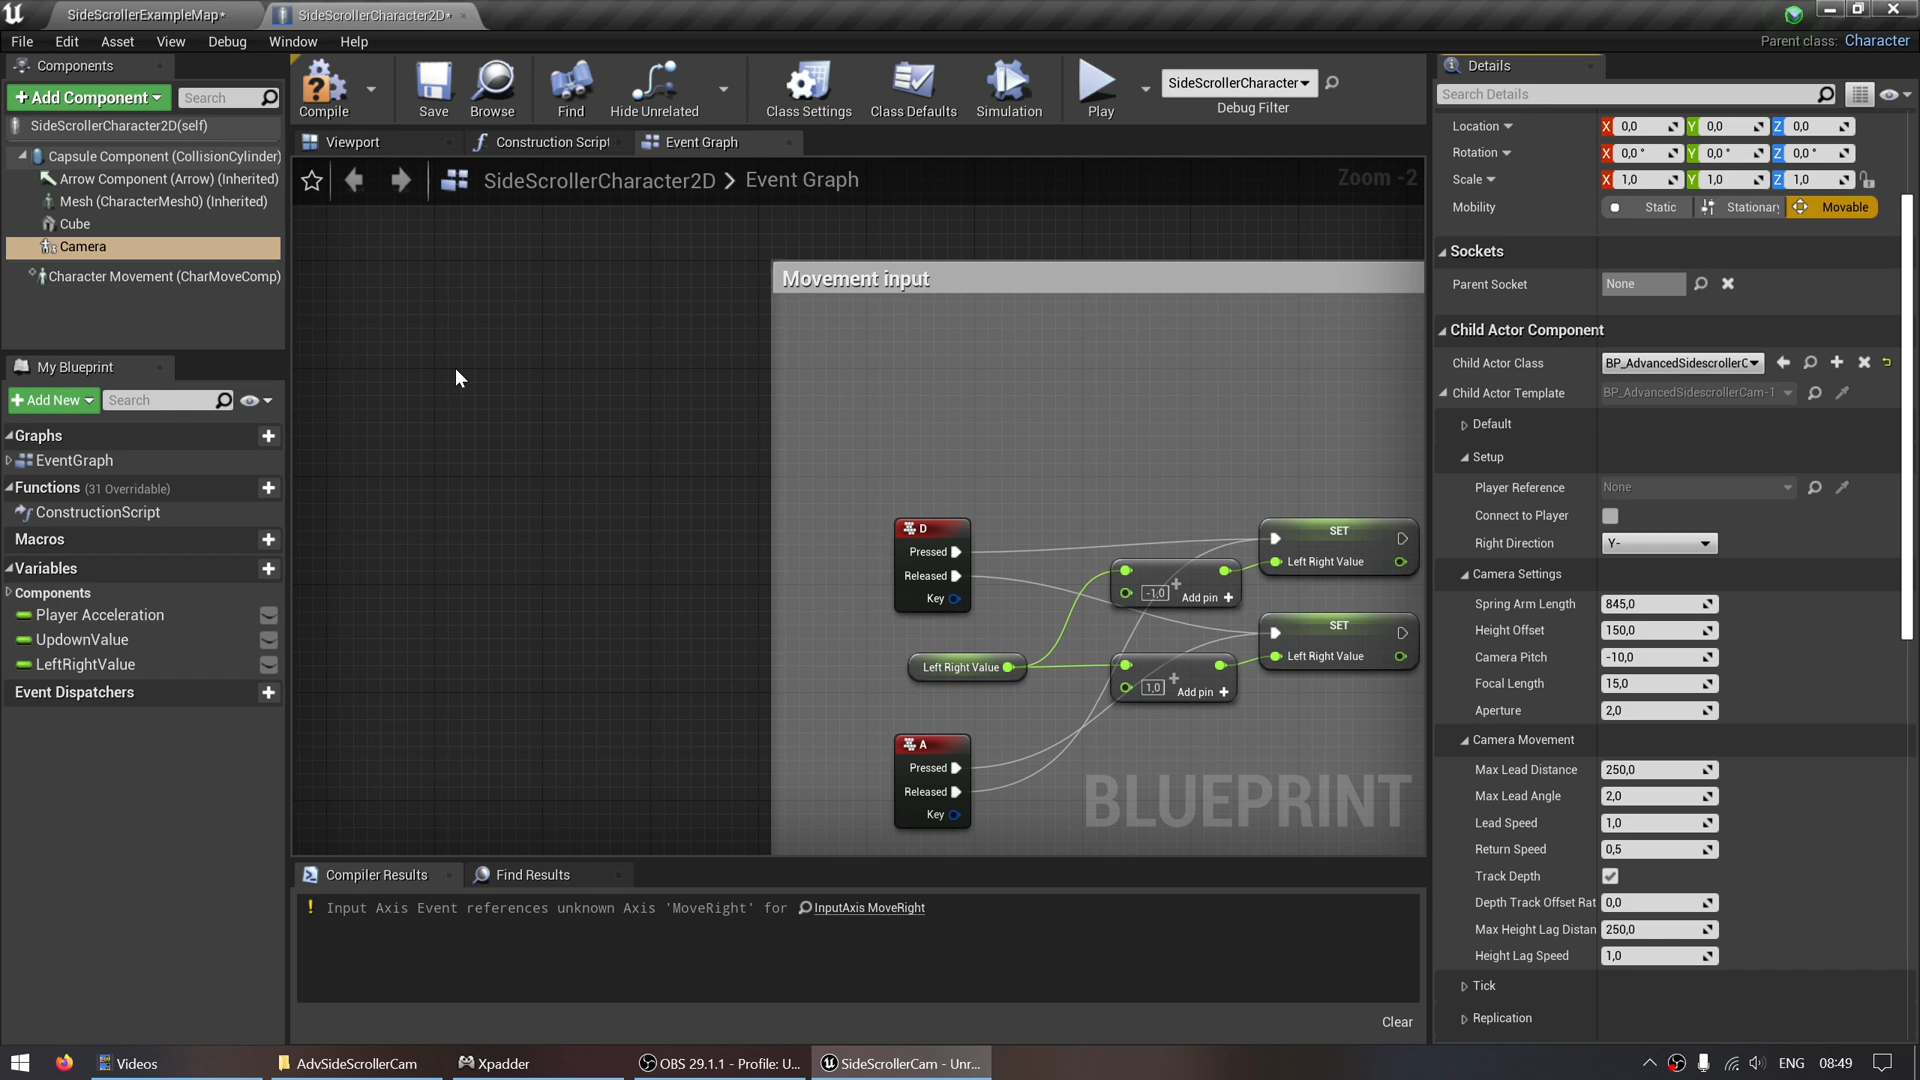 SideScrollerExampleMap*
SideScrollerCharacter2D*
File Edit Asset View Debug Window Help
Parent class: Character
Components
+Add Component
Search
SideScrollerCharacter2D(self)
Capsule Component (CollisionCylinder)
Arrow Component (Arrow) (Inherited)
Mesh (CharacterMesh0) (Inherited)
Cube
Camera
Character Movement (CharMoveComp)
My Blueprint
+Add New
Search
Graphs
EventGraph
Functions (31 Overridable)
ConstructionScript
Macros
Variables
Components
Player Acceleration
UpdownValue
LeftRightValue
Event Dispatchers
Compile
Save
Browse
Find
Hide Unrelated
Class Settings
Class Defaults
Simulation
Play
SideScrollerCharacter
Debug Filter
Viewport
Construction Script
Event Graph
SideScrollerCharacter2D > Event Graph
Zoom -2
Movement input
D
Pressed
Released
Key
-1,0
Add pin +
SET
Left Right Value
SET
Left Right Value
Left Right Value
1,0
Add pin +
A
Pressed
Released
Key
BLUEPRINT
Compiler Results
Find Results
! Input Axis Event references unknown Axis 'MoveRight' for InputAxis MoveRight
Clear
Details
Search Details
Location X 0,0 Y 0,0 Z 0,0
Rotation X 0,0 ° Y 0,0 ° Z 0,0 °
Scale X 1,0 Y 1,0 Z 1,0
Mobility Static Stationary Movable
Sockets
Parent Socket None
Child Actor Component
Child Actor Class BP_AdvancedSidescrollerC
Child Actor Template BP_AdvancedSidescrollerCam-1
Default
Setup
Player Reference None
Connect to Player
Right Direction Y-
Camera Settings
Spring Arm Length 845,0
Height Offset 150,0
Camera Pitch -10,0
Focal Length 15,0
Aperture 2,0
Camera Movement
Max Lead Distance 250,0
Max Lead Angle 2,0
Lead Speed 1,0
Return Speed 0,5
Track Depth
Depth Track Offset Rat 0,0
Max Height Lag Distan 250,0
Height Lag Speed 1,0
Tick
Replication
Videos
AdvSideScrollerCam
Xpadder
OBS 29.1.1 - Profile: U...
SideScrollerCam - Unr...
ENG
08:49